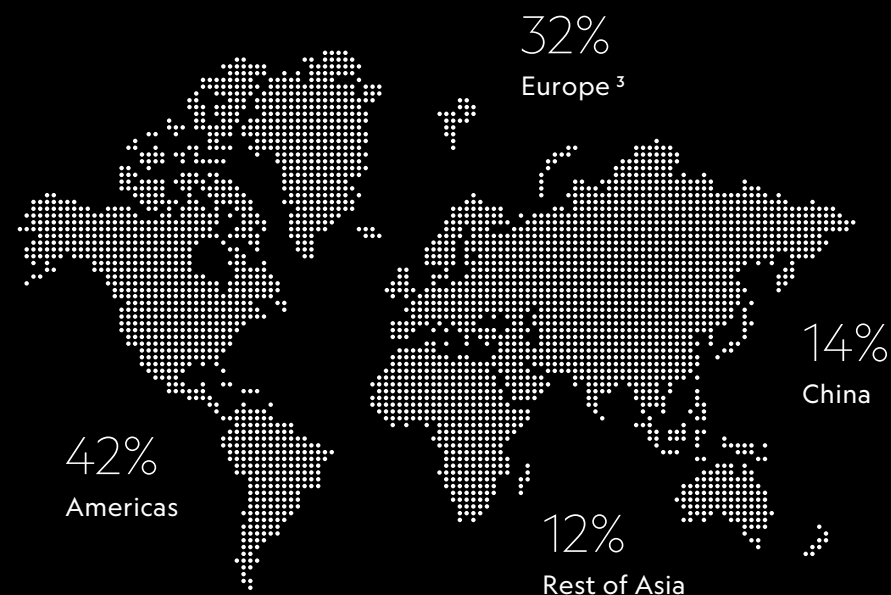 32%
Europe ³
14%
China
42%
Americas
12%
Rest of Asia